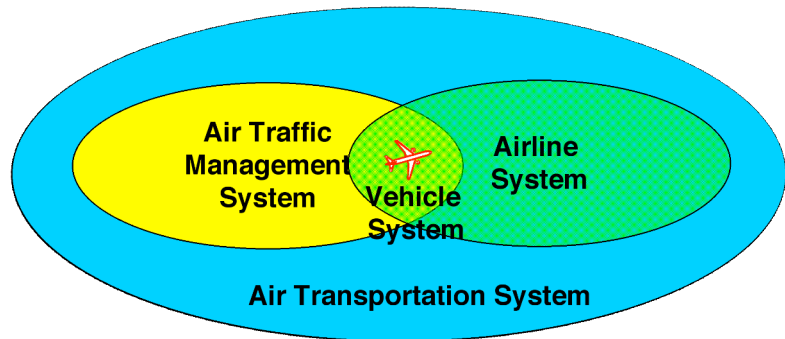 Air Traffic
Management
System
Vehicle
System
Airline
System
Air Transportation System